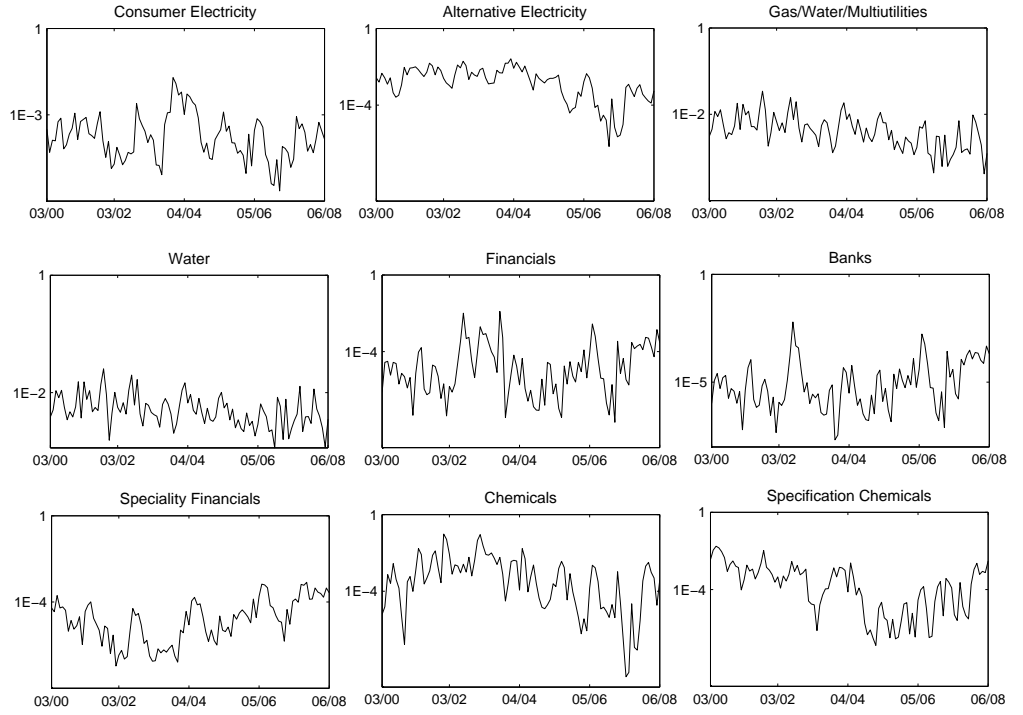 Consumer Electricity
Alternative Electricity
Gas/Water/Multiutilities
1
1E−3
03/00 03/02 04/04 05/06 06/08
1
1E−4
03/00 03/02 04/04 05/06 06/08
1
1E−2
03/00 03/02 04/04 05/06 06/08
Water
Financials
Banks
1
1E−2
03/00 03/02 04/04 05/06 06/08
1
1E−4
03/00 03/02 04/04 05/06 06/08
1
1E−5
03/00 03/02 04/04 05/06 06/08
Speciality Financials
Chemicals
Specification Chemicals
1
1E−4
03/00 03/02 04/04 05/06 06/08
1
1E−4
03/00 03/02 04/04 05/06 06/08
1
1E−4
03/00 03/02 04/04 05/06 06/08